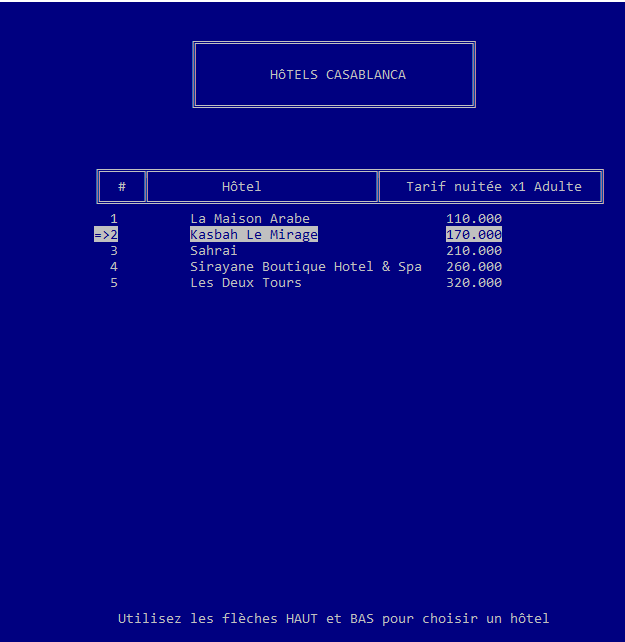 HôTELS CASABLANCA
# Hôtel Tarif nuitée x1 Adulte
1 La Maison Arabe 110.000
=>2 Kasbah Le Mirage 170.000
3 Sahrai 210.000
4 Sirayane Boutique Hotel & Spa 260.000
5 Les Deux Tours 320.000
Utilisez les flèches HAUT et BAS pour choisir un hôtel